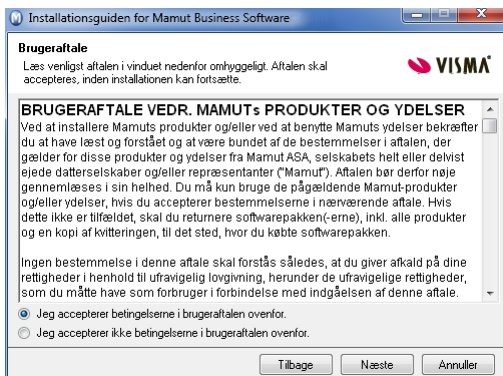 Installationsguiden for Mamut Business Software
Brugeraftale
Læs venligst aftalen i vinduet nedenfor omhyggeligt. Aftalen skal
accepteres, inden installationen kan fortsætte.
VISMA
BRUGERAFTALE VEDR. MAMUTs PRODUKTER OG YDELSER
Ved at installere Mamuts produkter og/eller ved at benytte Mamuts ydelser bekræfter
du at have læst og forstået og at være bundet af de bestemmelser i aftalen, der
gælder for disse produkter og ydelser fra Mamut ASA, selskabets helt eller delvist
ejede datterselskaber og/eller repræsentanter ("Mamut"). Aftalen bør derfor nøje
gennemlæses i sin helhed. Du må kun bruge de pågældende Mamut-produkter
og/eller ydelser, hvis du accepterer bestemmelserne i nærværende aftale. Hvis
dette ikke er tilfældet, skal du returnere softwarepakken(-erne), inkl. alle produkter
og en kopi af kvitteringen, til det sted, hvor du købte softwarepakken.
Ingen bestemmelse i denne aftale skal forstås således, at du giver afkald på dine
rettigheder i henhold til ufravigelig lovgivning, herunder de ufravigelige rettigheder,
som du måtte have som forbruger i forbindelse med indgåelsen af denne aftale.
Jeg accepterer betingelserne i brugeraftalen ovenfor.
Jeg accepterer ikke betingelserne i brugeraftalen ovenfor.
Tilbage
Næste
Annuller